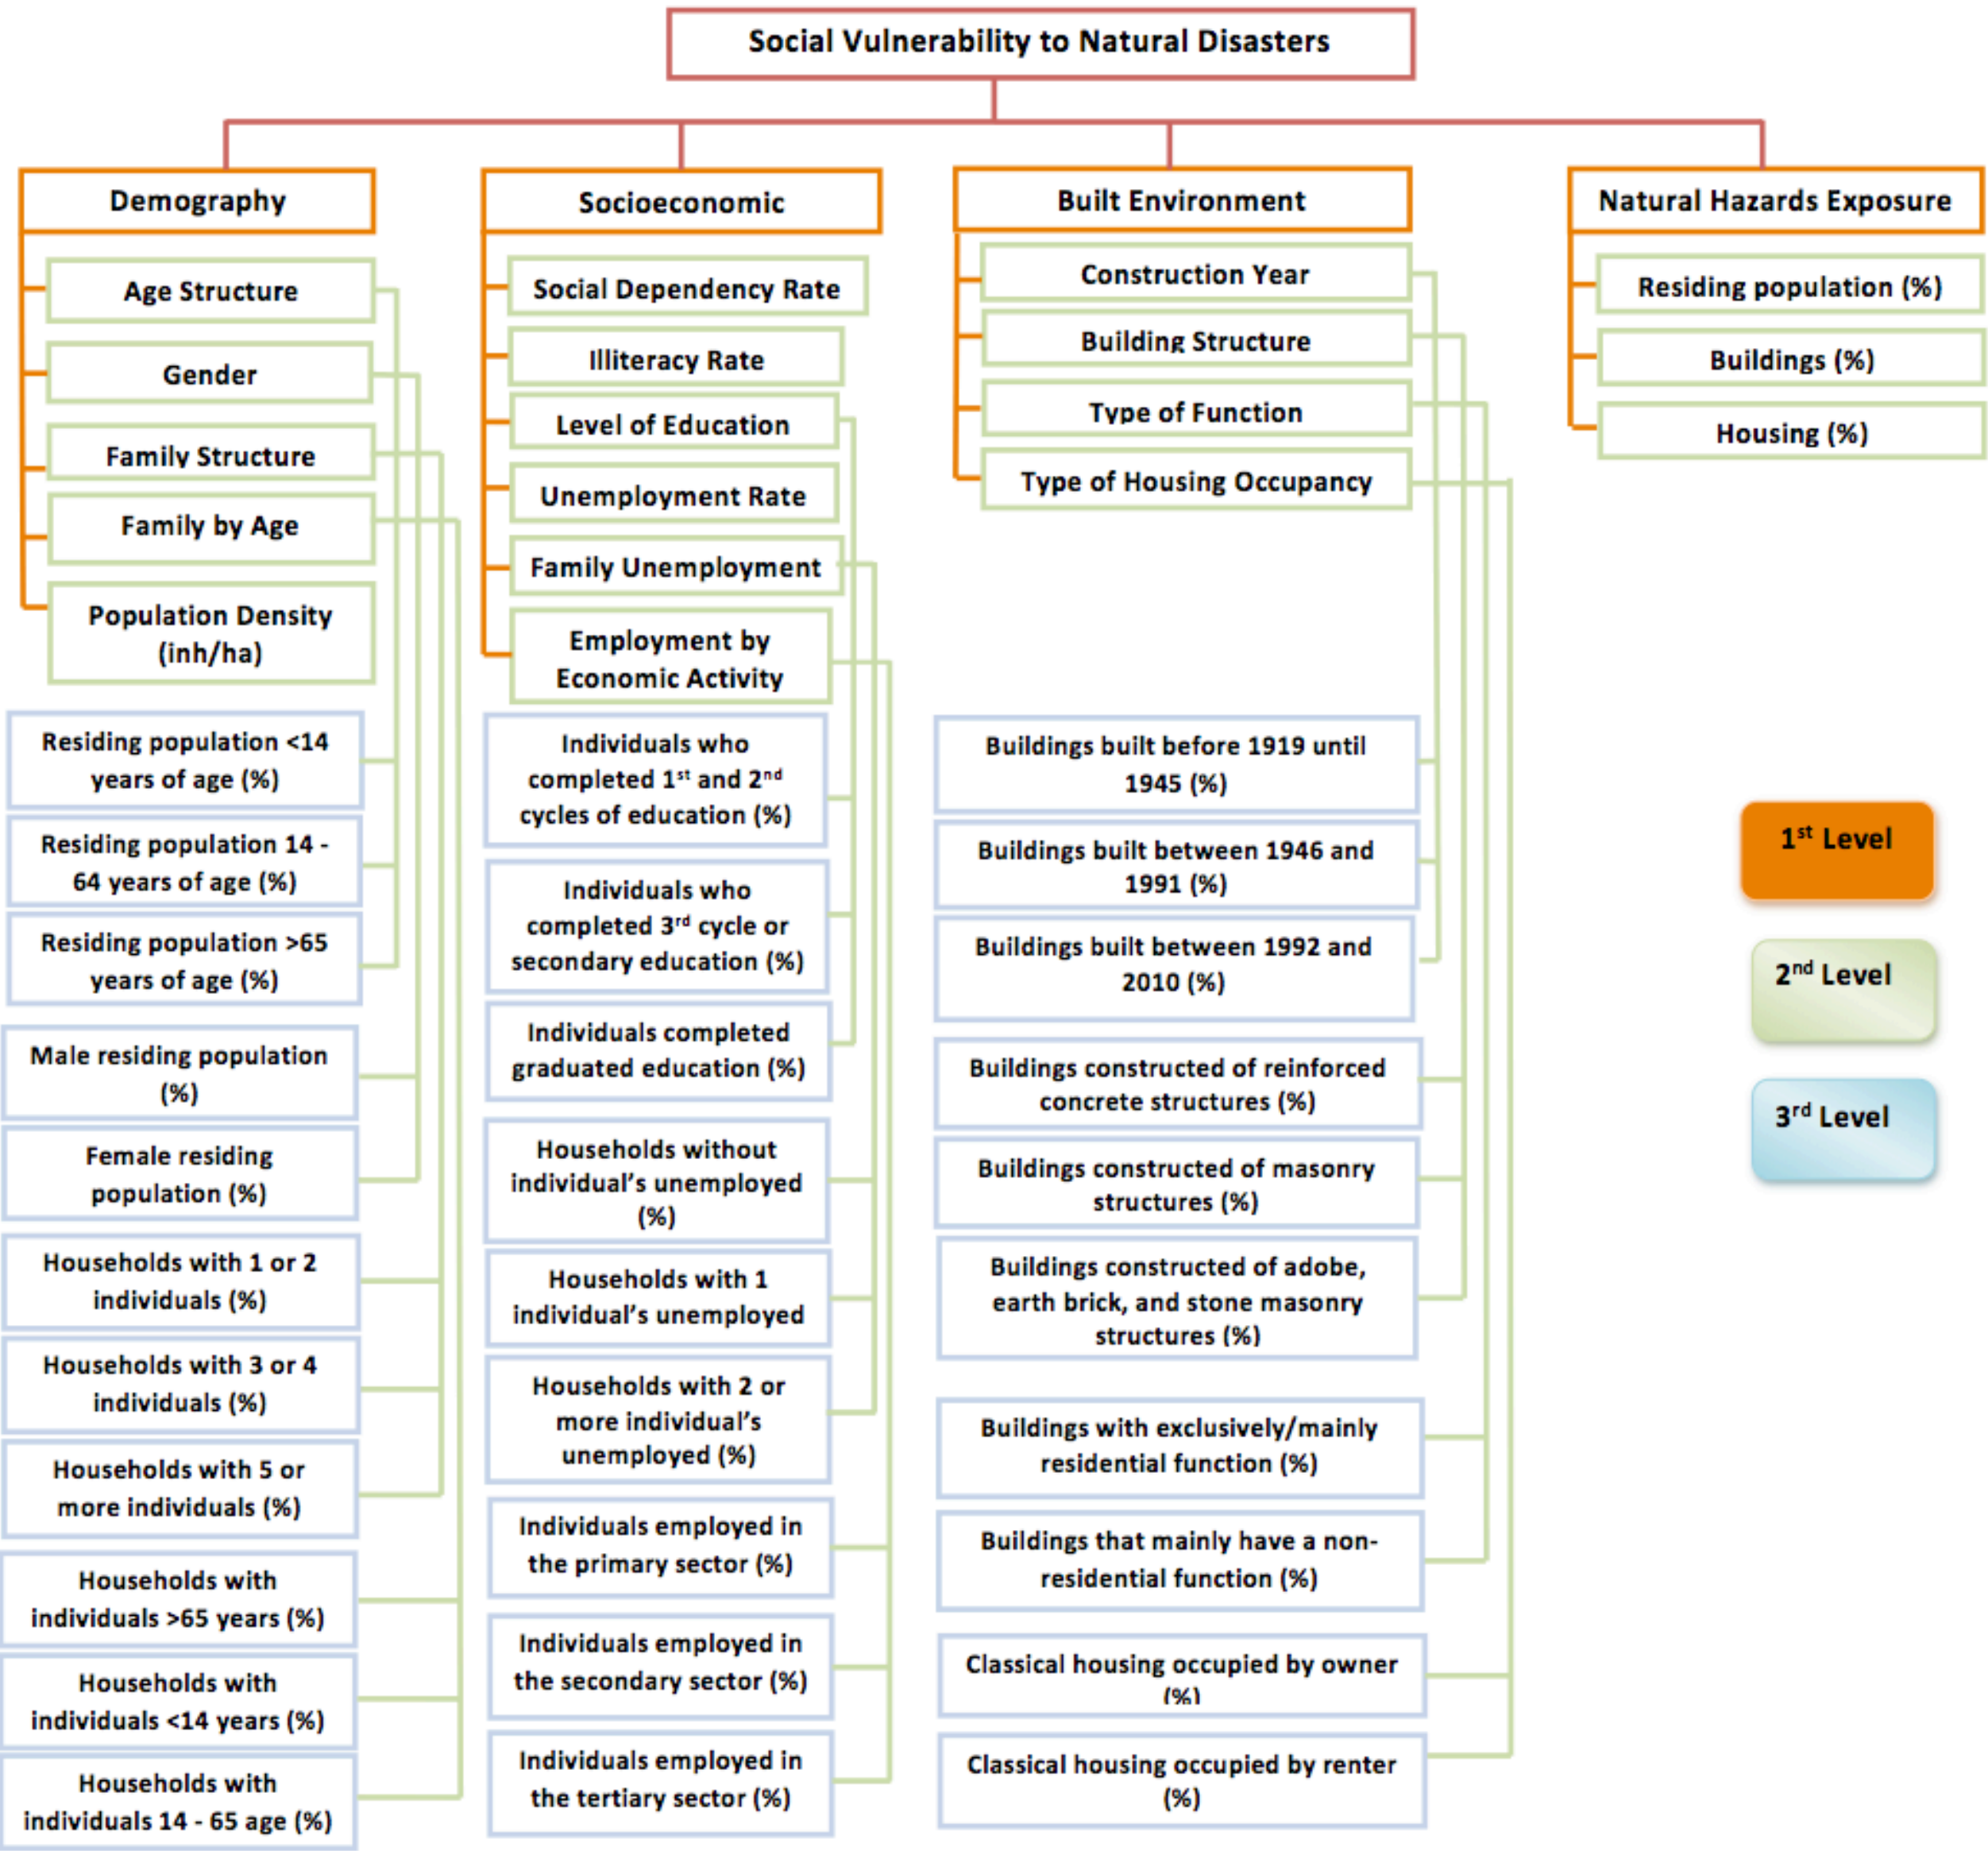 Social Vulnerability to Natural Disasters
Demography
Age Structure
Gender
Family Structure
Family by Age
Population Density
(inh/ha)
Residing population <14
years of age (%)
Residing population 14 -
64 years of age (%)
Residing population >65
years of age (%)
Male residing population
(%)
Female residing
population (%)
Households with 1 or 2
individuals (%)
Households with 3 or 4
individuals (%)
Households with 5 or
more individuals (%)
Households with
individuals >65 years (%)
Households with
individuals <14 years (%)
Households with
individuals 14 - 65 age (%)
Socioeconomic
Social Dependency Rate
Illiteracy Rate
Level of Education
Unemployment Rate
Family Unemployment
Employment by
Economic Activity
Individuals who
completed 1st and 2nd
cycles of education (%)
Individuals who
completed 3rd cycle or
secondary education (%)
Individuals completed
graduated education (%)
Households without
individual’s unemployed
(%)
Households with 1
individual’s unemployed
Households with 2 or
more individual’s
unemployed (%)
Individuals employed in
the primary sector (%)
Individuals employed in
the secondary sector (%)
Individuals employed in
the tertiary sector (%)
Built Environment
Construction Year
Building Structure
Type of Function
Type of Housing Occupancy
Buildings built before 1919 until
1945 (%)
Buildings built between 1946 and
1991 (%)
Buildings built between 1992 and
2010 (%)
Buildings constructed of reinforced
concrete structures (%)
Buildings constructed of masonry
structures (%)
Buildings constructed of adobe,
earth brick, and stone masonry
structures (%)
Buildings with exclusively/mainly
residential function (%)
Buildings that mainly have a non-
residential function (%)
Classical housing occupied by owner
(%)
Classical housing occupied by renter
(%)
Natural Hazards Exposure
Residing population (%)
Buildings (%)
Housing (%)
1st Level
2nd Level
3rd Level